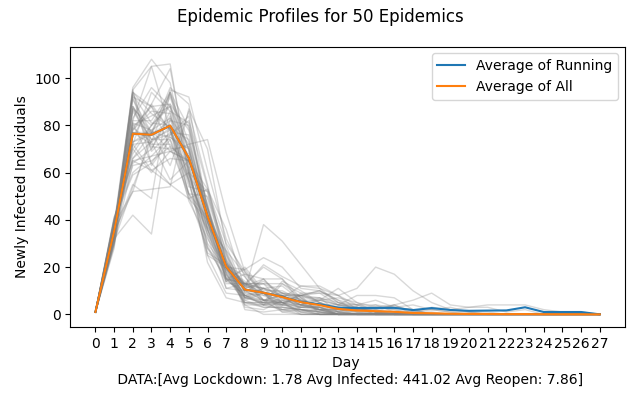 Epidemic Profiles for 50 Epidemics
Average of Running
Average of All
Newly Infected Individuals
100
80
60
40
20
0
0 1 2 3 4 5 6 7 8 9 10 11 12 13 14 15 16 17 18 19 20 21 22 23 24 25 26 27
Day
DATA:[Avg Lockdown: 1.78 Avg Infected: 441.02 Avg Reopen: 7.86]